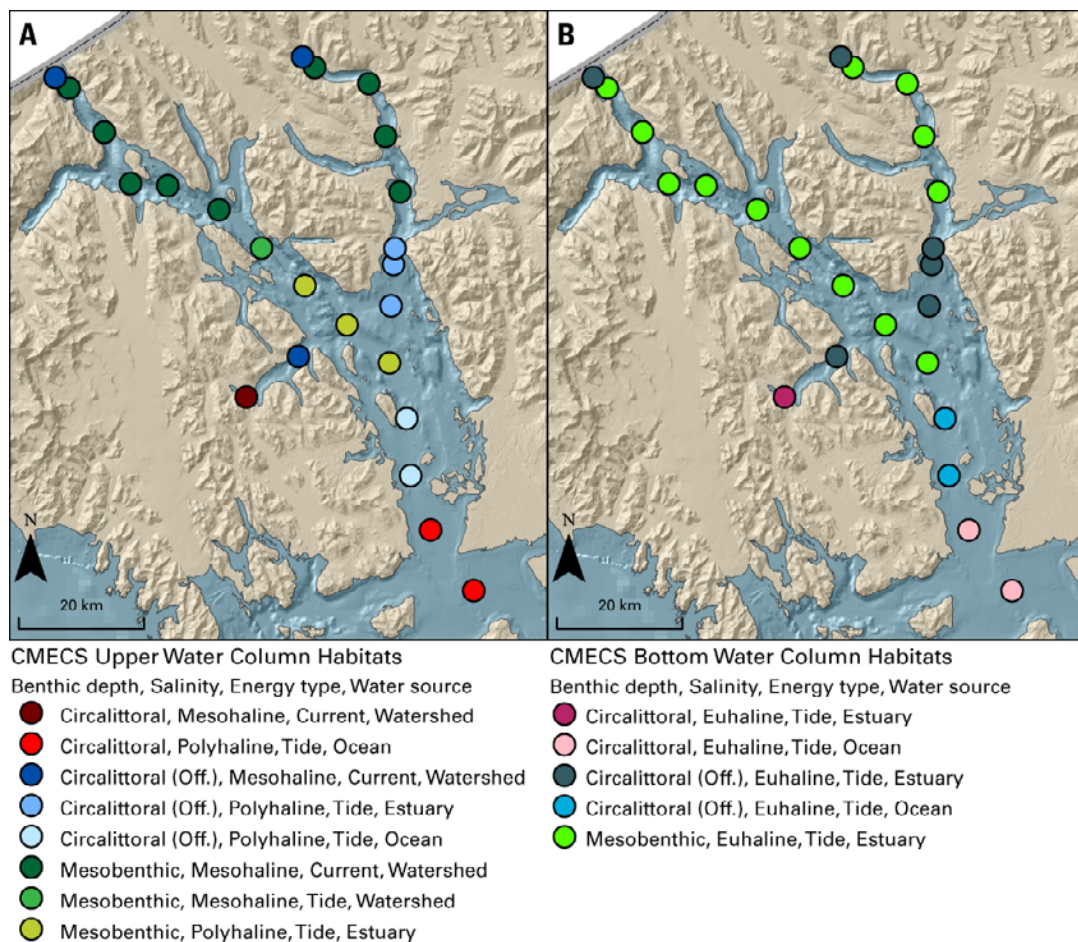 A
B
N
20 km
N
20 km
CMECS Upper Water Column Habitats
Benthic depth, Salinity, Energy type, Water source
Circalittoral, Mesohaline, Current, Watershed
Circalittoral, Polyhaline, Tide, Ocean
Circalittoral (Off.), Mesohaline, Current, Watershed
Circalittoral (Off.), Polyhaline, Tide, Estuary
Circalittoral (Off.), Polyhaline, Tide, Ocean
Mesobenthic, Mesohaline, Current, Watershed
Mesobenthic, Mesohaline, Tide, Watershed
Mesobenthic, Polyhaline, Tide, Estuary
CMECS Bottom Water Column Habitats
Benthic depth, Salinity, Energy type, Water source
Circalittoral, Euhaline, Tide, Estuary
Circalittoral, Euhaline, Tide, Ocean
Circalittoral (Off.), Euhaline, Tide, Estuary
Circalittoral (Off.), Euhaline, Tide, Ocean
Mesobenthic, Euhaline, Tide, Estuary